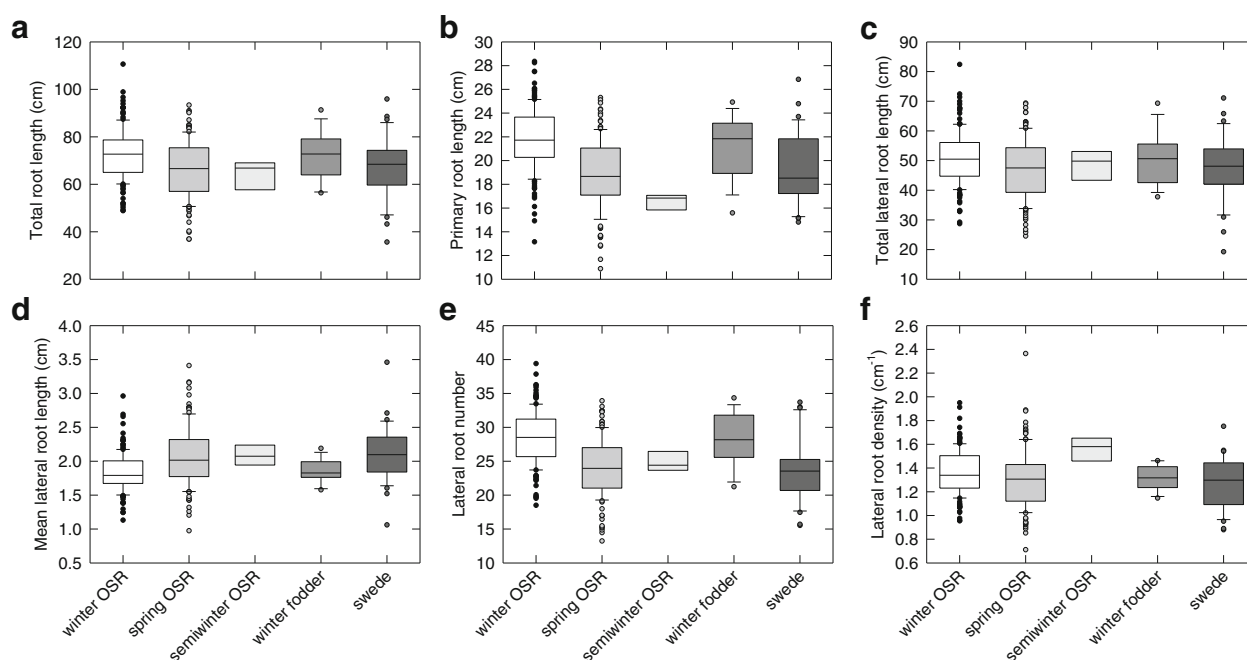 a
120
100
80
60
40
20
Total root length (cm)
b
30
28
26
24
22
20
18
16
14
12
10
Primary root length (cm)
c
90
80
70
60
50
40
30
20
10
Total lateral root length (cm)
d
4.0
3.5
3.0
2.5
2.0
1.5
1.0
0.5
Mean lateral root length (cm)
winter OSR
spring OSR
semiwinter OSR
winter fodder
swede
e
45
40
35
30
25
20
15
10
Lateral root number
winter OSR
spring OSR
semiwinter OSR
winter fodder
swede
f
2.6
2.4
2.2
2.0
1.8
1.6
1.4
1.2
1.0
0.8
0.6
Lateral root density (cm⁻¹)
winter OSR
spring OSR
semiwinter OSR
winter fodder
swede